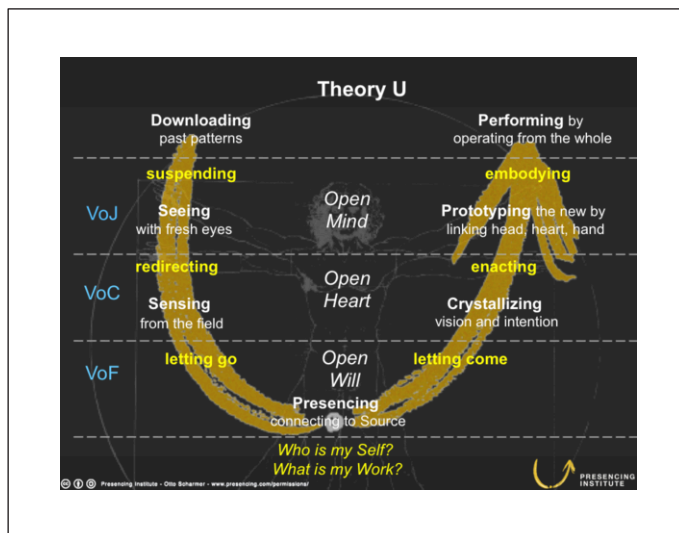 Theory U
Downloading
past patterns
Performing by
operating from the whole
suspending
embodying
VoJ
Seeing
with fresh eyes
Open
Mind
Prototyping the new by
linking head, heart, hand
redirecting
enacting
VoC
Sensing
from the field
Open
Heart
Crystallizing
vision and intention
letting go
letting come
VoF
Open
Will
Presencing
connecting to Source
Who is my Self?
What is my Work?
cc Presencing Institute - Otto Scharmer - www.presencing.com/permissions/
PRESENCING
INSTITUTE